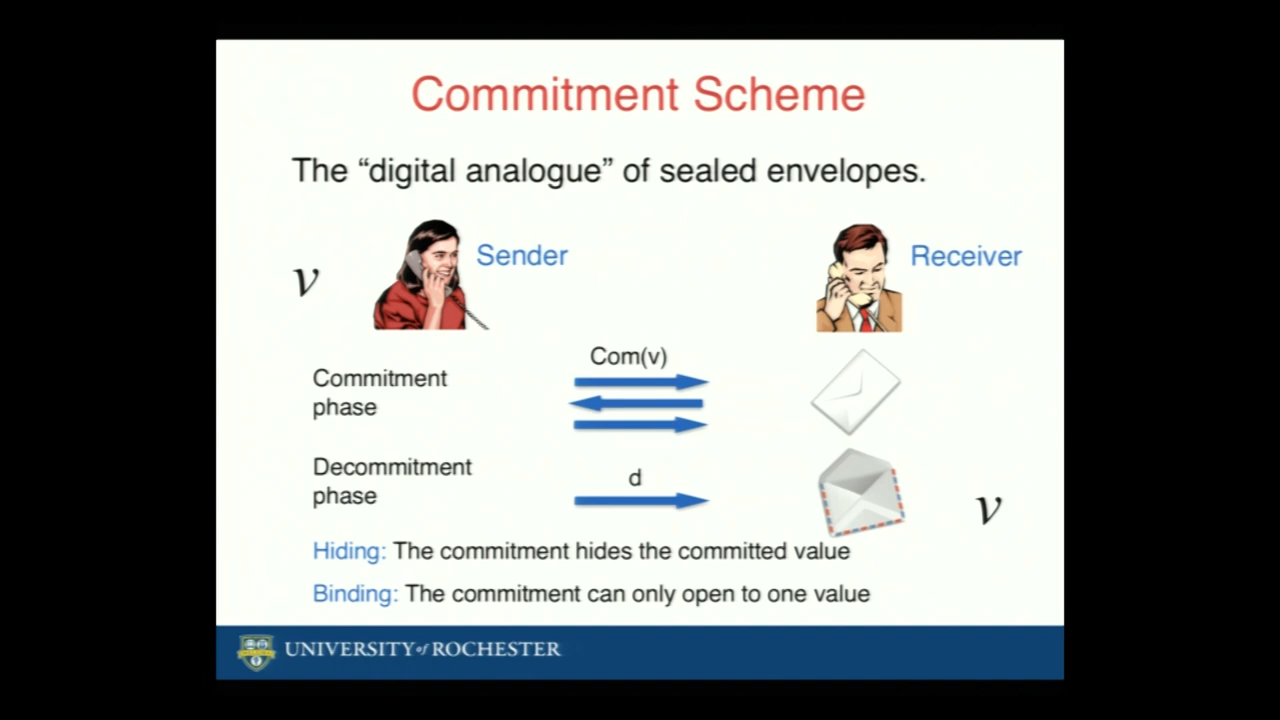 Commitment Scheme
The “digital analogue” of sealed envelopes.
v
Sender
Receiver
Com(v)
Commitment
phase
Decommitment
phase
d
v
Hiding: The commitment hides the committed value
Binding: The commitment can only open to one value
UNIVERSITY of ROCHESTER